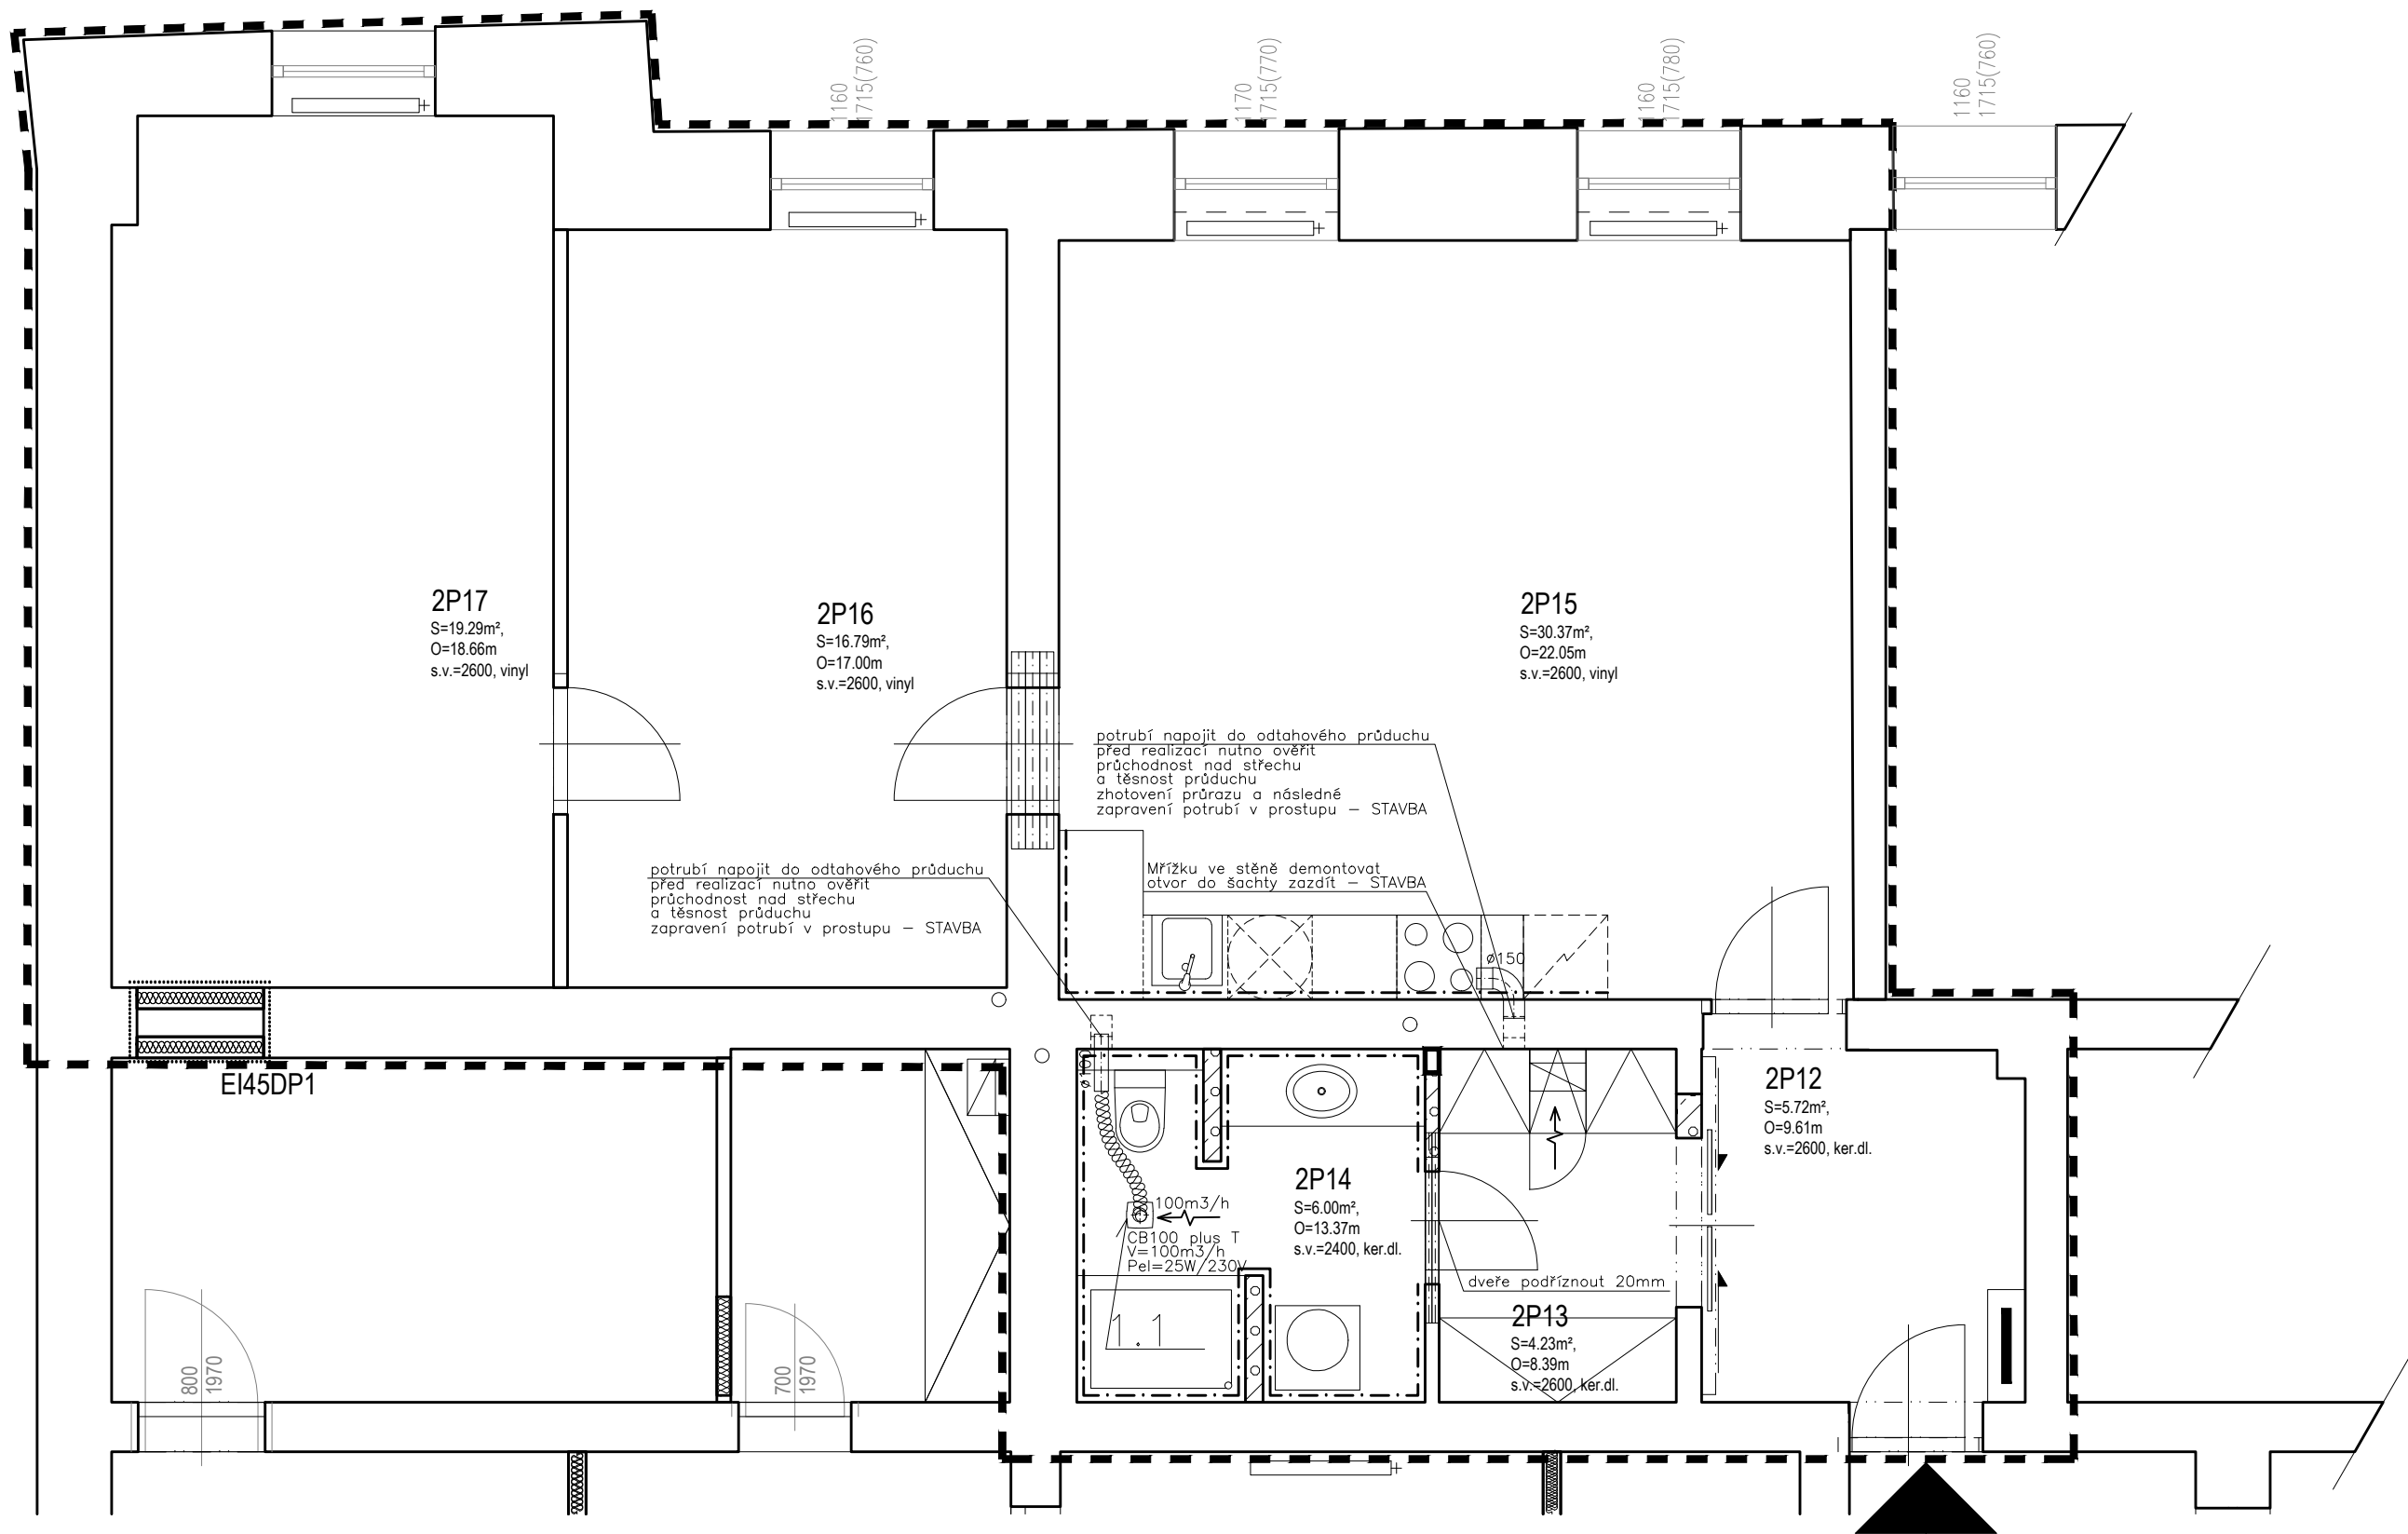 1160
1715(760)
1170
1715(770)
1160
1715(780)
1160
1715(760)
2P17
S=19.29m²,
O=18.66m
s.v.=2600, vinyl
2P16
S=16.79m²,
O=17.00m
s.v.=2600, vinyl
2P15
S=30.37m²,
O=22.05m
s.v.=2600, vinyl
potrubí napojit do odtahového průduchu
před realizací nutno ověřit
průchodnost nad střechu
a těsnost průduchu
zhotovení průrazu a následné
zapravení potrubí v prostupu – STAVBA
potrubí napojit do odtahového průduchu
před realizací nutno ověřit
průchodnost nad střechu
a těsnost průduchu
zapravení potrubí v prostupu – STAVBA
Mřížku ve stěně demontovat
otvor do šachty zazdít – STAVBA
ø150
ø100
EI45DP1
2P12
S=5.72m²,
O=9.61m
s.v.=2600, ker.dl.
2P14
S=6.00m²,
O=13.37m
s.v.=2400, ker.dl.
100m3/h
CB100 plus T
V=100m3/h
Pel=25W/230V
1.1
dveře podříznout 20mm
2P13
S=4.23m²,
O=8.39m
s.v.=2600, ker.dl.
800
1970
700
1970